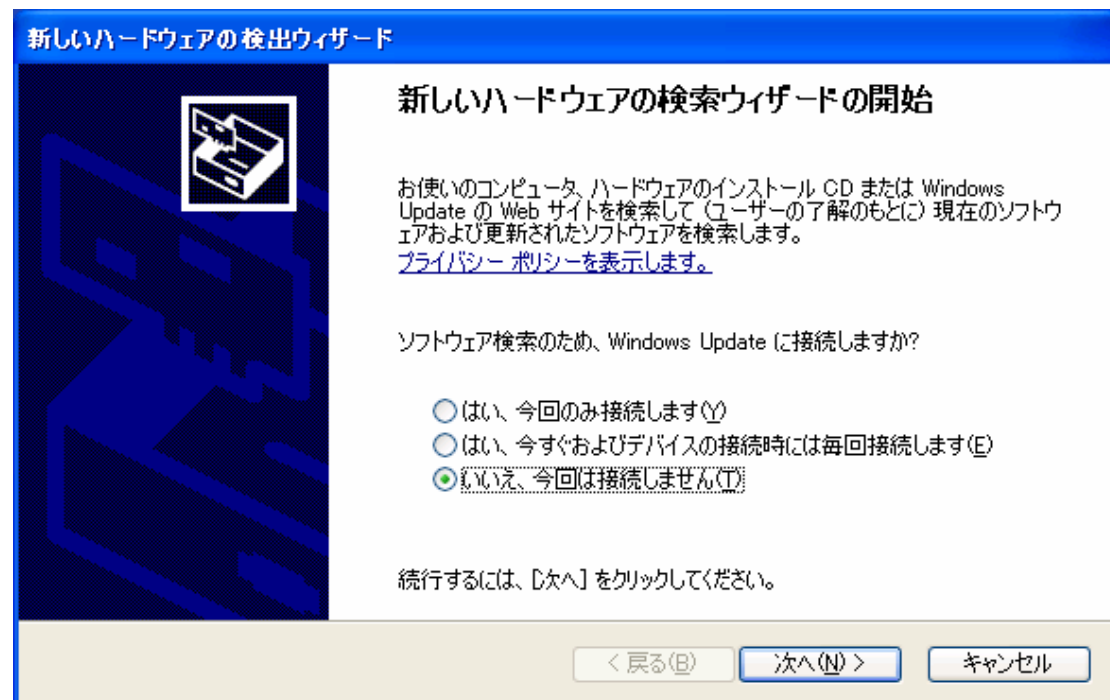 新しいハードウェアの検出ウィザード
新しいハードウェアの検索ウィザードの開始
お使いのコンピュータ、ハードウェアのインストール CD または Windows
Update の Web サイトを検索して (ユーザーの了解のもとに) 現在のソフトウ
ェアおよび更新されたソフトウェアを検索します。
プライバシー ポリシーを表示します。
ソフトウェア検索のため、Windows Update に接続しますか?
はい、今回のみ接続します(Y)
はい、今すぐおよびデバイスの接続時には毎回接続します(E)
いいえ、今回は接続しません(T)
続行するには、[次へ] をクリックしてください。
< 戻る(B)
次へ(N) >
キャンセル